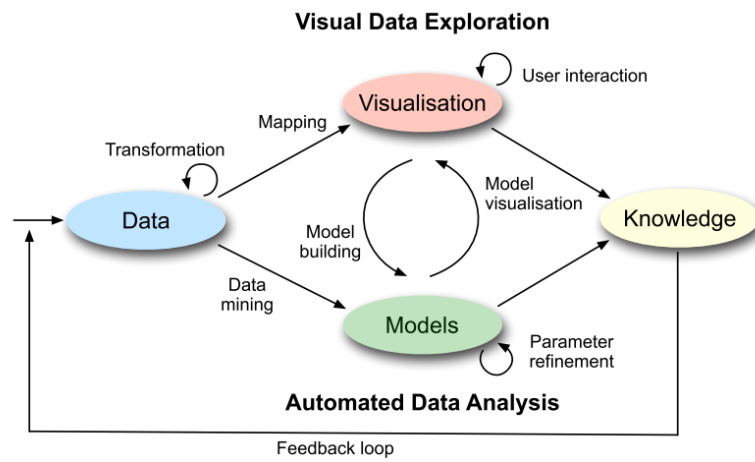 Visual Data Exploration
User interaction
Visualisation
Mapping
Transformation
Model
visualisation
Data
Knowledge
Model
building
Data
mining
Models
Parameter
refinement
Automated Data Analysis
Feedback loop